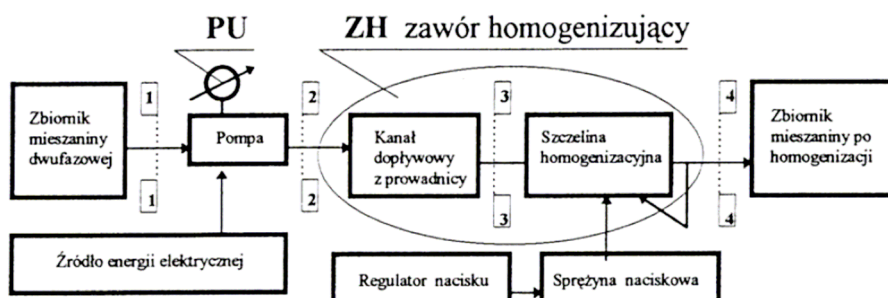 PU
ZH zawór homogenizujący
1
2
3
4
Zbiornik
mieszaniny
dwufazowej
Pompa
Kanał
dopływowy
z prowadnicy
Szczelina
homogenizacyjna
Zbiornik
mieszaniny po
homogenizacji
1
2
3
4
Źródło energii elektrycznej
Regulator nacisku
Sprężyna naciskowa